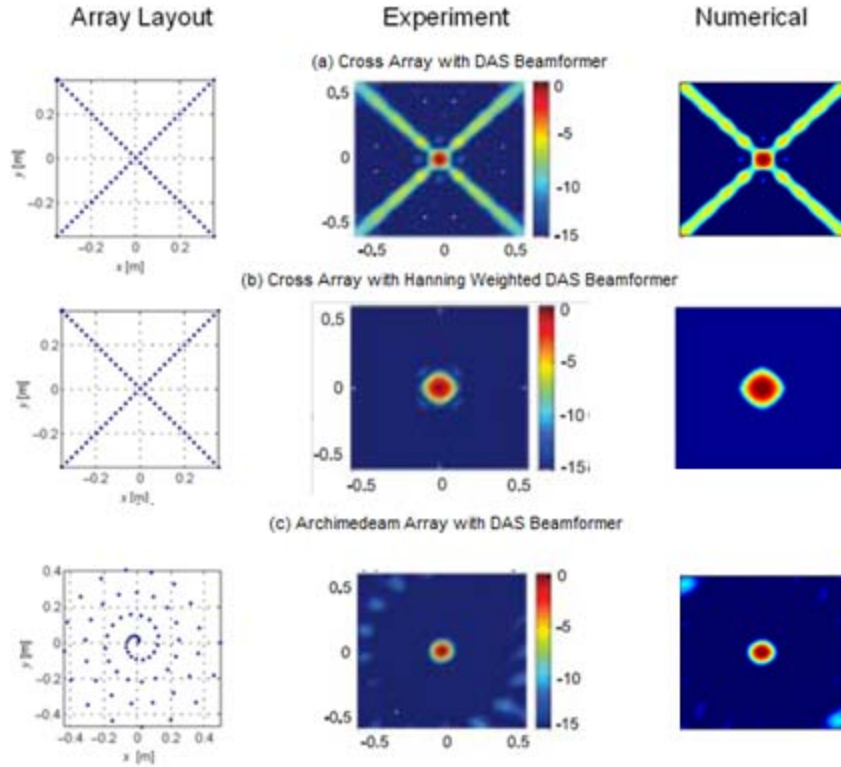 Array Layout Experiment Numerical
(a) Cross Array with DAS Beamformer
0.2
0
-0.2
y [m]
-0.2 0 0.2
x [m]
0.5
0
-0.5
-0.5 0 0.5
0
-5
-10
-15
(b) Cross Array with Hanning Weighted DAS Beamformer
0.2
0
-0.2
y [m]
-0.2 0 0.2
x [m]
0.5
0
-0.5
0 0.5
0
-5
-10
-15
(c) Archimedeam Array with DAS Beamformer
0.4
0.2
0
-0.2
-0.4
y [m]
-0.4 -0.2 0 0.2 0.4
x [m]
0.5
0
-0.5
-0.5 0 0.5
0
-5
-10
-15